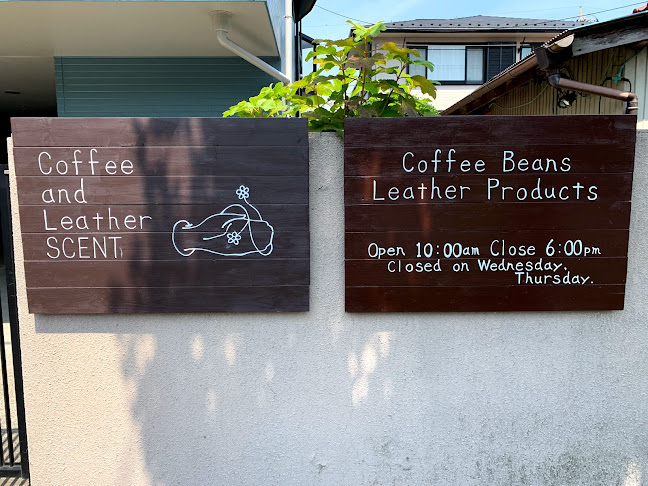 Coffee
and
Leather
SCENT
Coffee Beans
Leather Products
Open 10:00am Close 6:00pm
Closed on Wednesday,
Thursday.